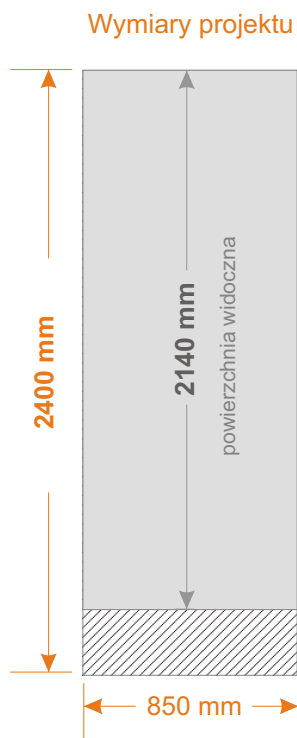 Wymiary projektu
2400 mm
2140 mm
powierzchnia widoczna
850 mm